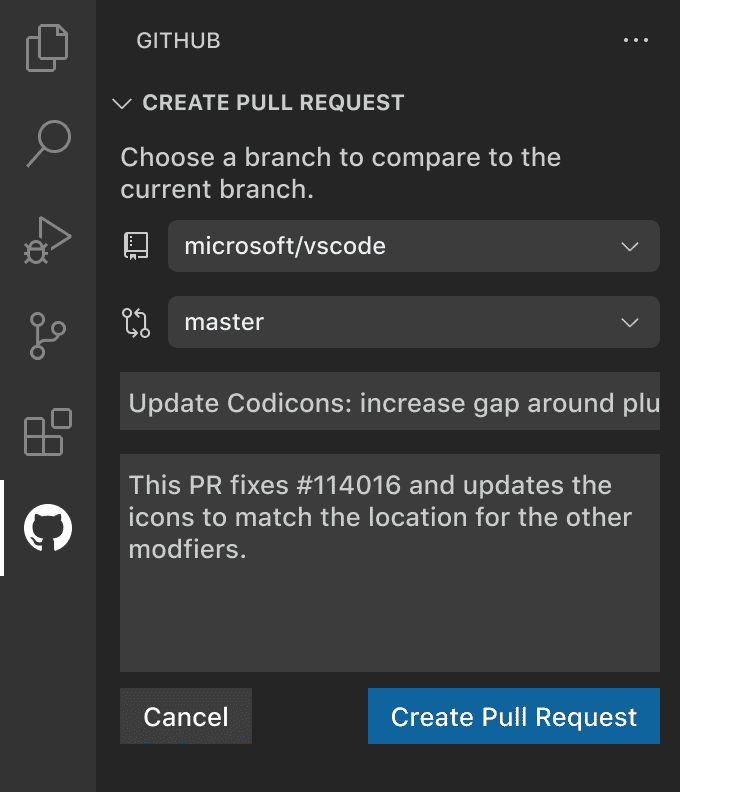 GITHUB
CREATE PULL REQUEST
Choose a branch to compare to the
current branch.
microsoft/vscode
master
Update Codicons: increase gap around plu
This PR fixes #114016 and updates the
icons to match the location for the other
modfiers.
Cancel
Create Pull Request